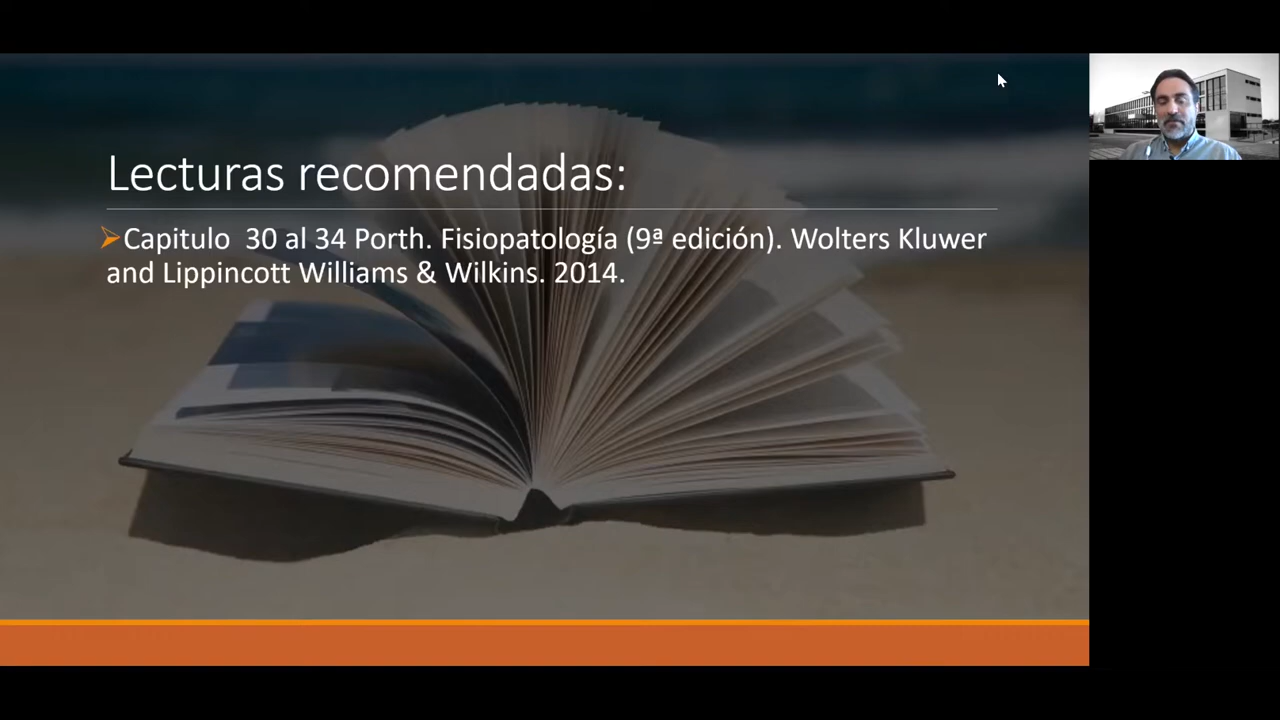 Lecturas recomendadas:
Capitulo  30 al 34 Porth. Fisiopatología (9ª edición). Wolters Kluwer
and Lippincott Williams & Wilkins. 2014.